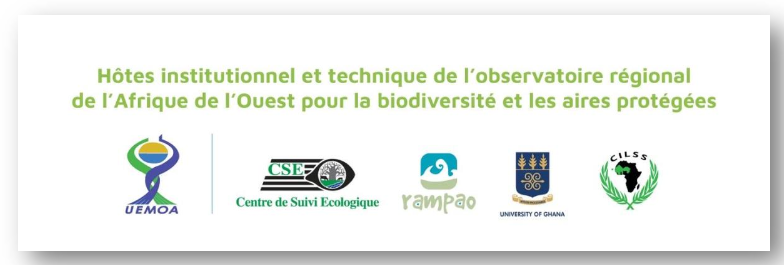 Hôtes institutionnel et technique de l'observatoire régional
de l'Afrique de l'Ouest pour la biodiversité et les aires protégées
UEMOA
CSE
Centre de Suivi Ecologique
rampao
UNIVERSITY OF GHANA
CILSS